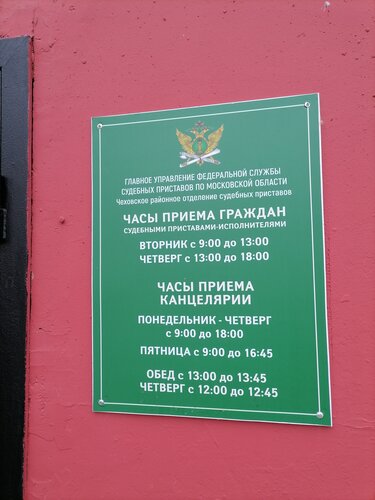 ГЛАВНОЕ УПРАВЛЕНИЕ ФЕДЕРАЛЬНОЙ СЛУЖБЫ
СУДЕБНЫХ ПРИСТАВОВ ПО МОСКОВСКОЙ ОБЛАСТИ
Чеховское районное отделение судебных приставов
ЧАСЫ ПРИЕМА ГРАЖДАН
СУДЕБНЫМИ ПРИСТАВАМИ-ИСПОЛНИТЕЛЯМИ
ВТОРНИК с 9:00 до 13:00
ЧЕТВЕРГ с 13:00 до 18:00
ЧАСЫ ПРИЕМА
КАНЦЕЛЯРИИ
ПОНЕДЕЛЬНИК - ЧЕТВЕРГ
с 9:00 до 18:00
ПЯТНИЦА с 9:00 до 16:45
ОБЕД с 13:00 до 13:45
ЧЕТВЕРГ с 12:00 до 12:45